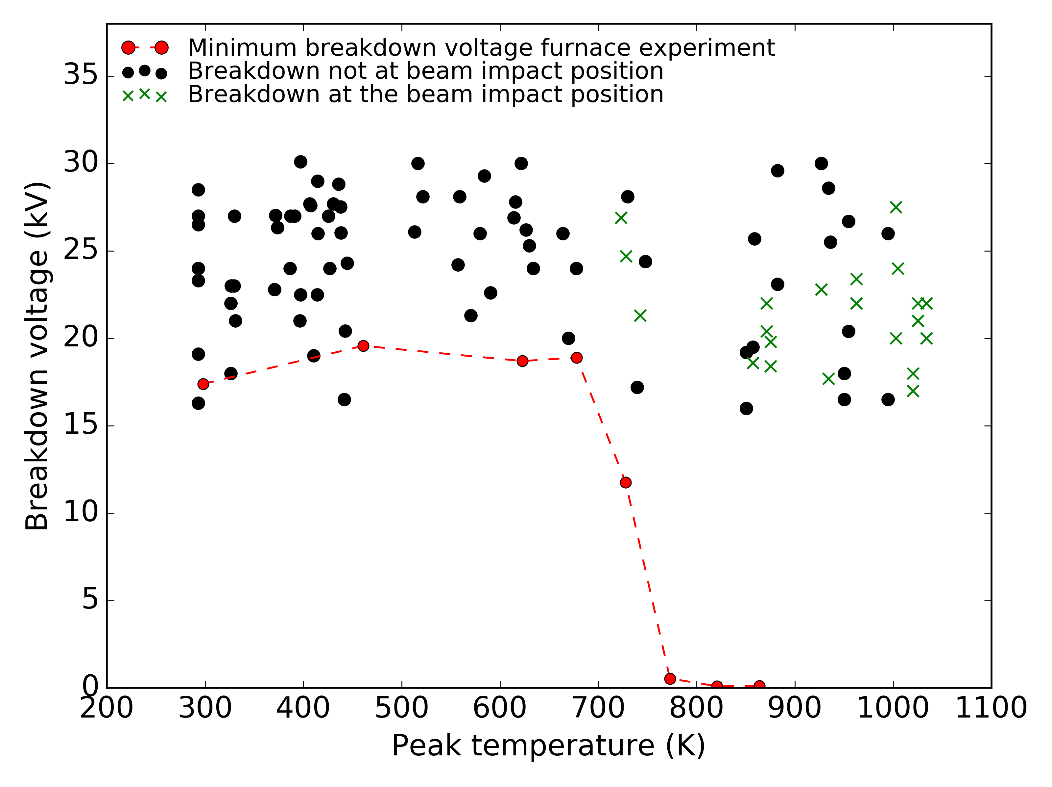 Minimum breakdown voltage furnace experiment
Breakdown not at beam impact position
Breakdown at the beam impact position
Breakdown voltage (kV)
35
30
25
20
15
10
5
0
200 300 400 500 600 700 800 900 1000 1100
Peak temperature (K)